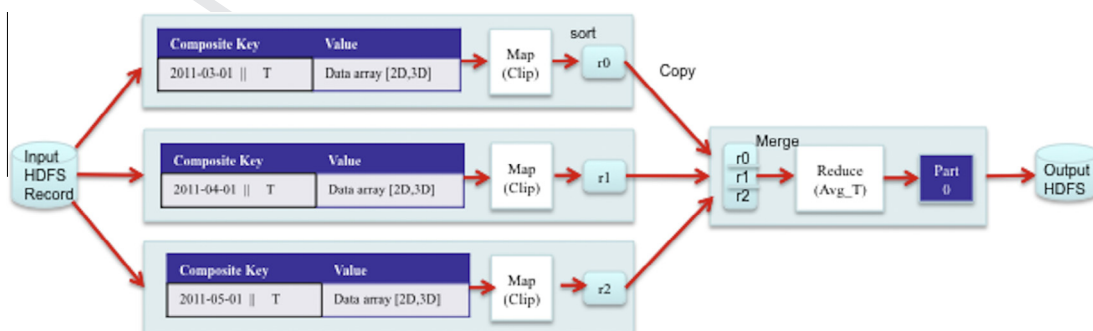 Composite Key Value
2011-03-01 || T Data array [2D,3D]
Map
(Clip)
sort
r0
Copy
Input
HDFS
Record
Composite Key Value
2011-04-01 || T Data array [2D,3D]
Map
(Clip)
r1
Composite Key Value
2011-05-01 || T Data array [2D,3D]
Map
(Clip)
r2
Merge
r0
r1
r2
Reduce
(Avg_T)
Part
Output
HDFS